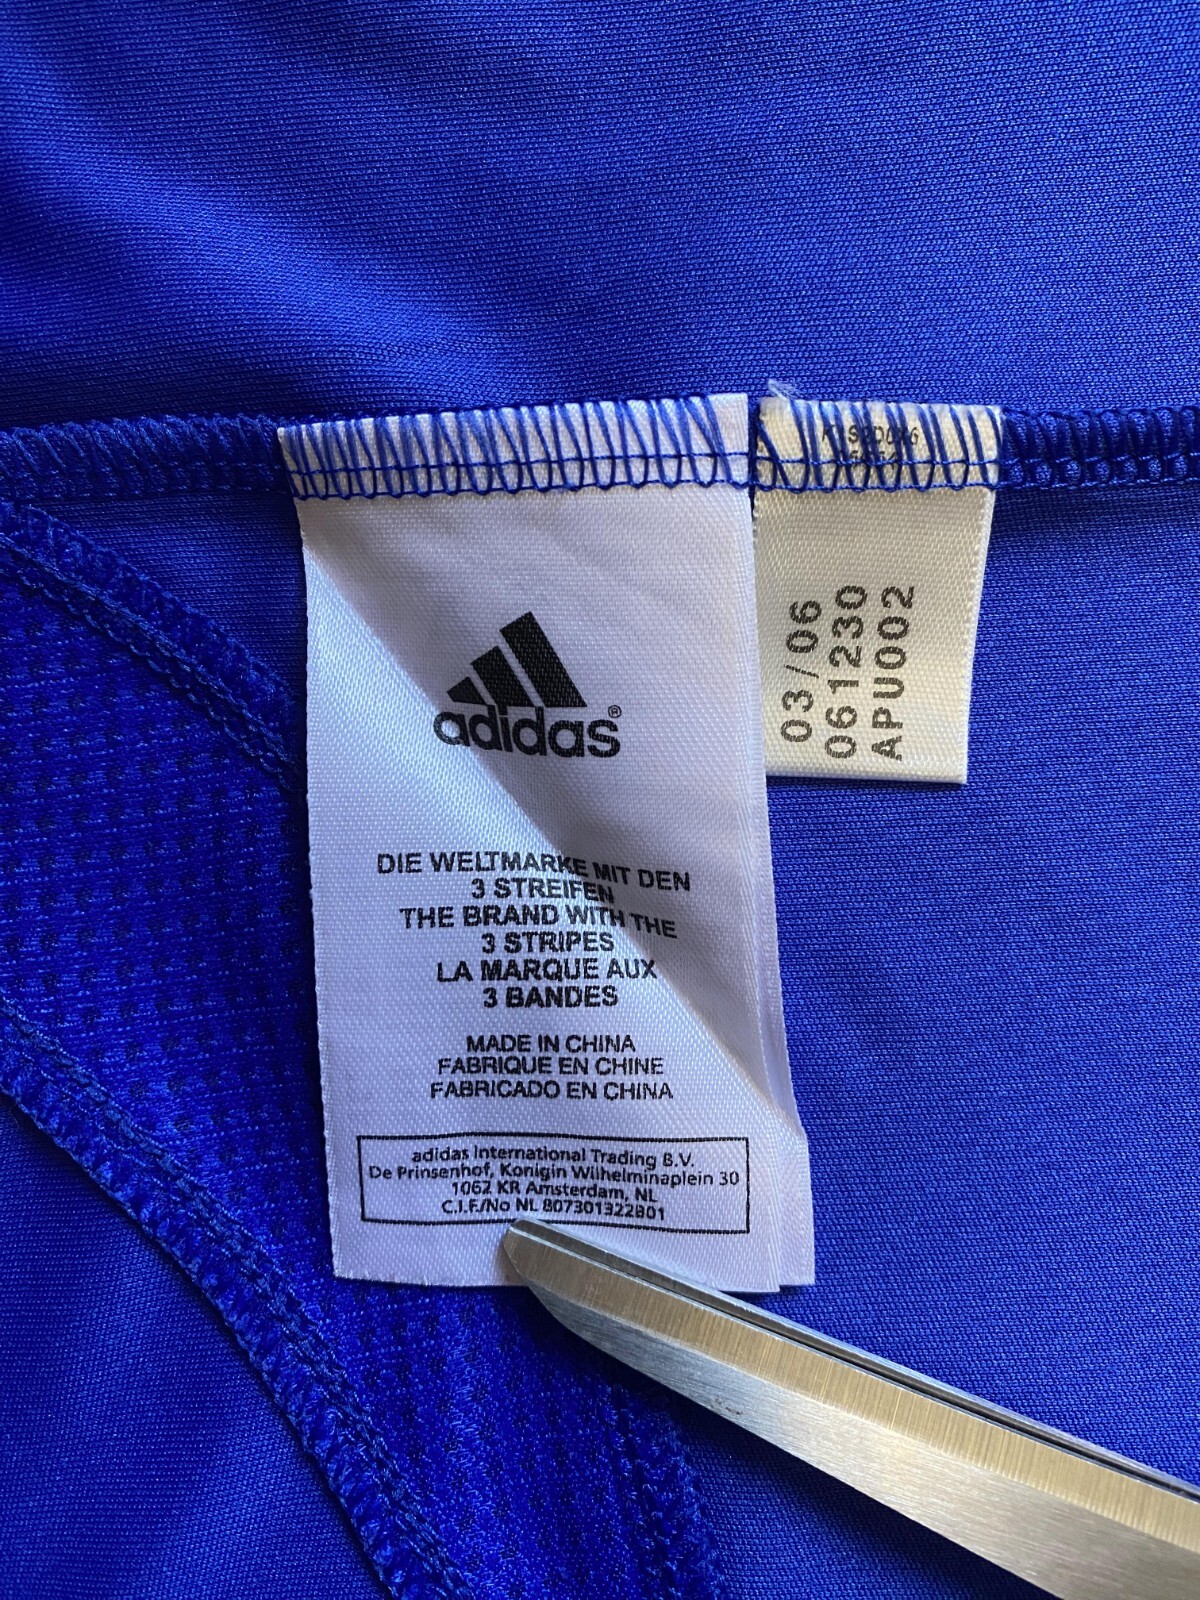 adidas®
DIE WELTMARKE MIT DEN
3 STREIFEN
THE BRAND WITH THE
3 STRIPES
LA MARQUE AUX
3 BANDES
MADE IN CHINA
FABRIQUE EN CHINE
FABRICADO EN CHINA
adidas International Trading B.V.
De Prinsenhof, Konigin Wilhelminaplein 30
1062 KR Amsterdam, NL
C.I.F./No NL 807301322B01
03/06
061230
APU002